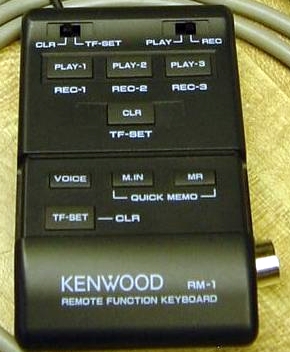 CLR TF-SET PLAY REC
PLAY-1 PLAY-2 PLAY-3
REC-1 REC-2 REC-3
CLR
TF-SET
VOICE M.IN MR
QUICK MEMO
TF-SET CLR
KENWOOD RM-1
REMOTE FUNCTION KEYBOARD